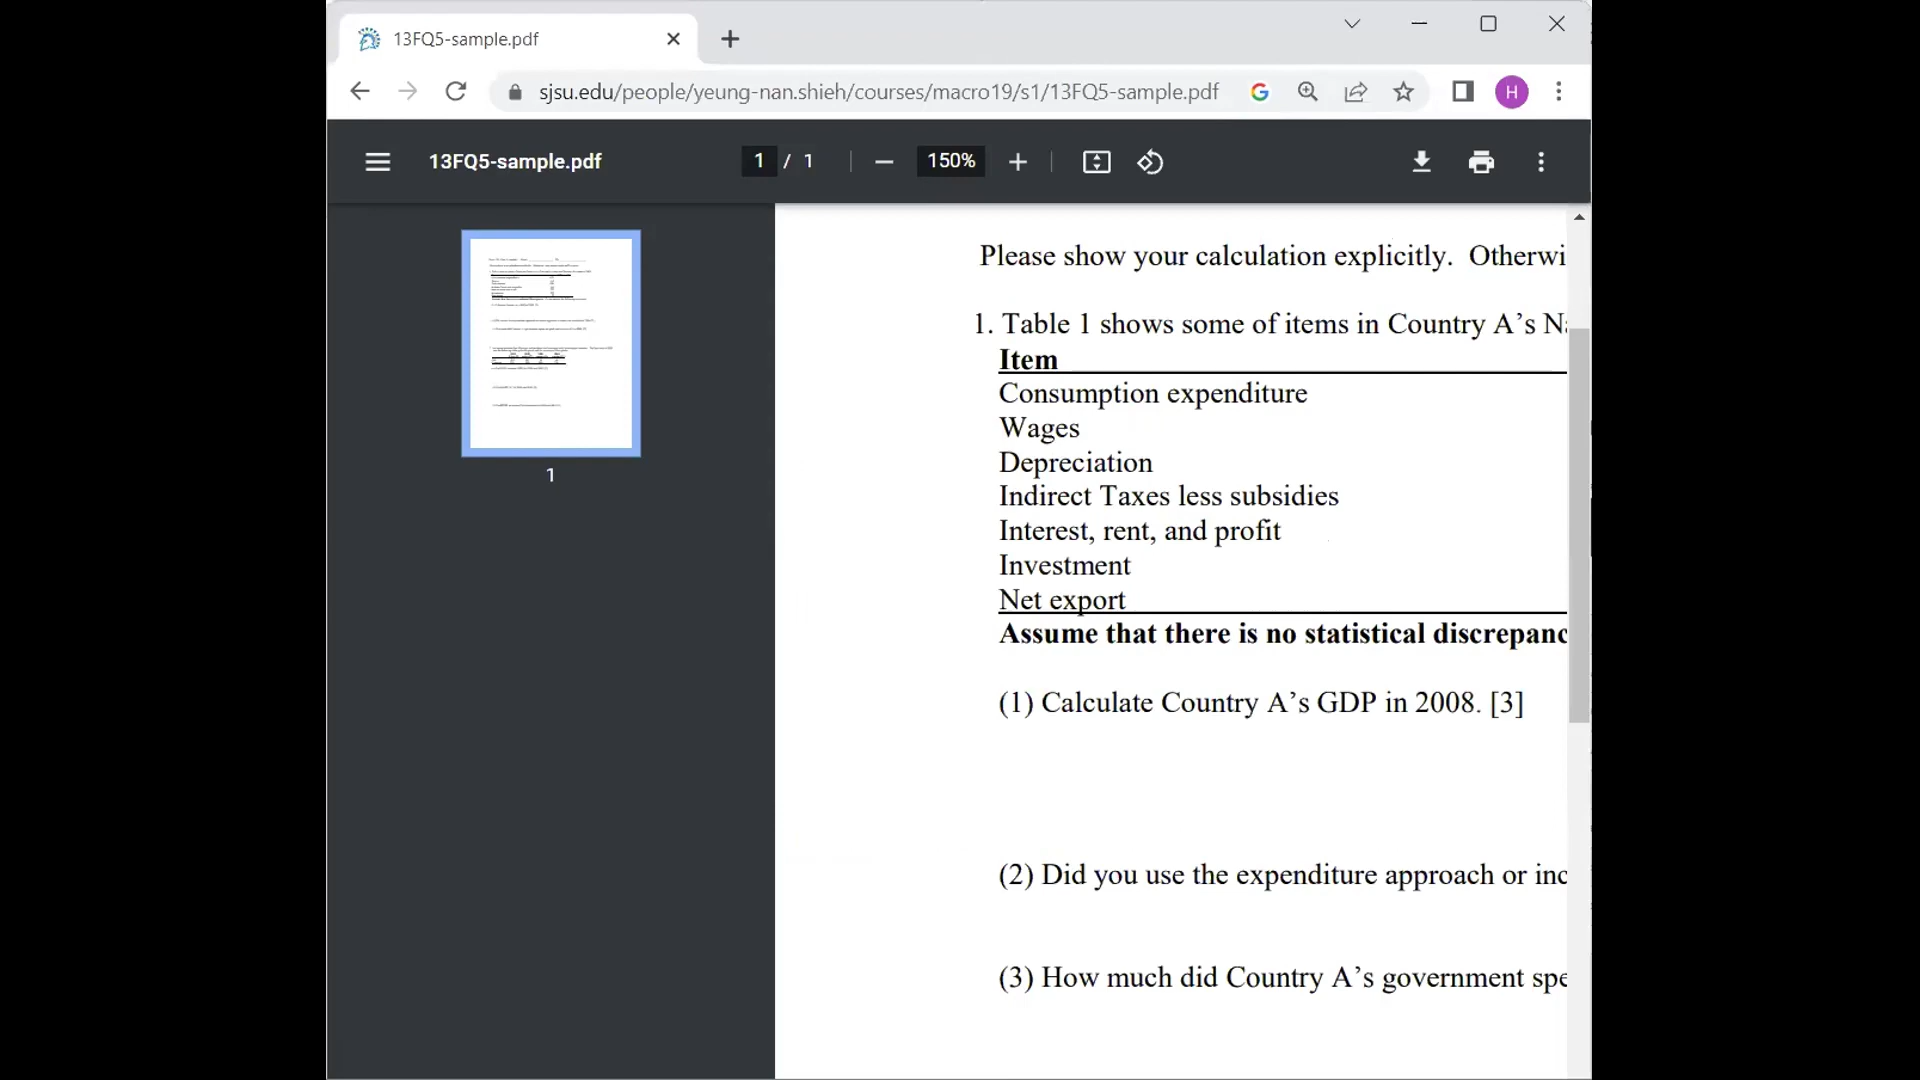 13FQ5-sample.pdf
sjsu.edu/people/yeung-nan.shieh/courses/macro19/s1/13FQ5-sample.pdf
H
13FQ5-sample.pdf
1 / 1
150%
1
Please show your calculation explicitly. Otherwi
1. Table 1 shows some of items in Country A’s Na
Item
Consumption expenditure
Wages
Depreciation
Indirect Taxes less subsidies
Interest, rent, and profit
Investment
Net export
Assume that there is no statistical discrepanc
(1) Calculate Country A’s GDP in 2008. [3]
(2) Did you use the expenditure approach or inc
(3) How much did Country A’s government spe